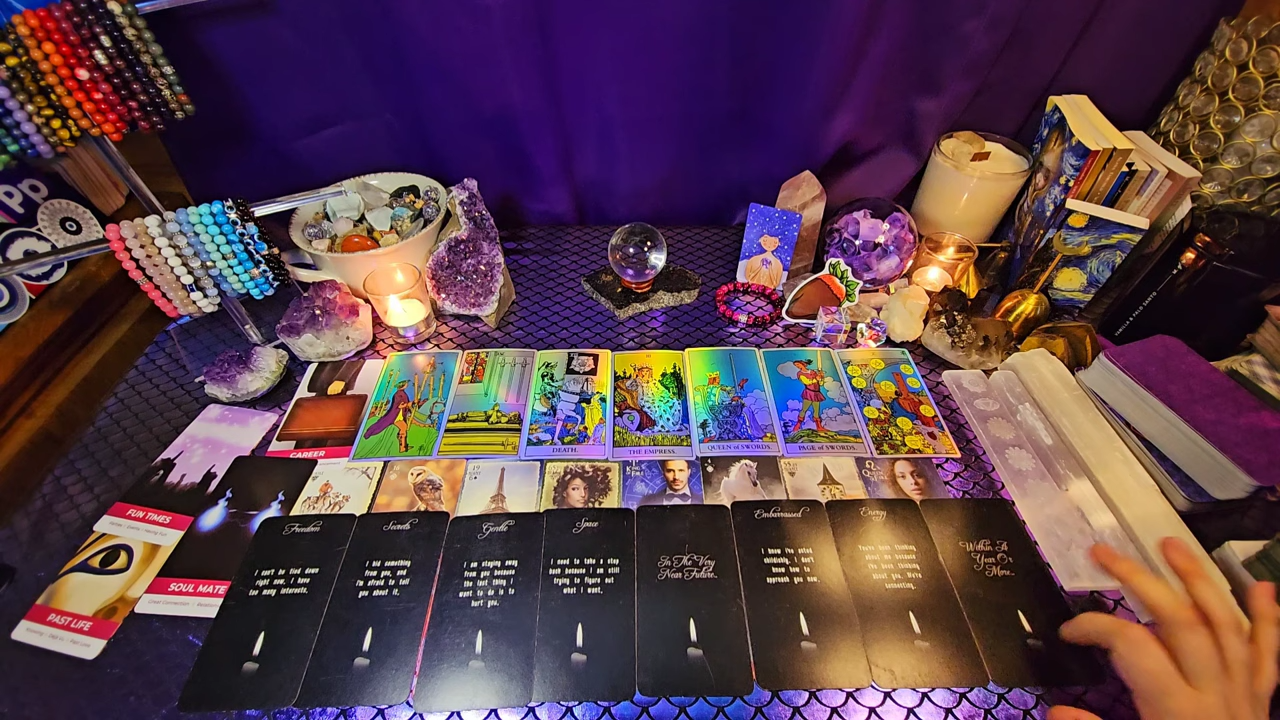 Pp
CAREER
DEATH.
III
THE EMPRESS.
QUEEN of SWORDS.
PAGE of SWORDS.
FUN TIMES
SOUL MATE
PAST LIFE
VANILLA & PALO SANTO
Freedom
I can't be tied down
right now, I have
too many interests.
Secrets
I hid something
from you, and
I'm afraid to tell
you about it.
Gentle
I am staying away
from you because
the last thing I
want to do is to
hurt you.
Space
I need to take a step
back because I am still
trying to figure out
what I want.
In The Very
Near Future..
Embarrassed
I know I've acted
childishly, I don't
know how to
approach you now.
Energy
You've been thinking
about me because
I've been thinking
about you. We're
connecting.
Within A
Year Or
More..